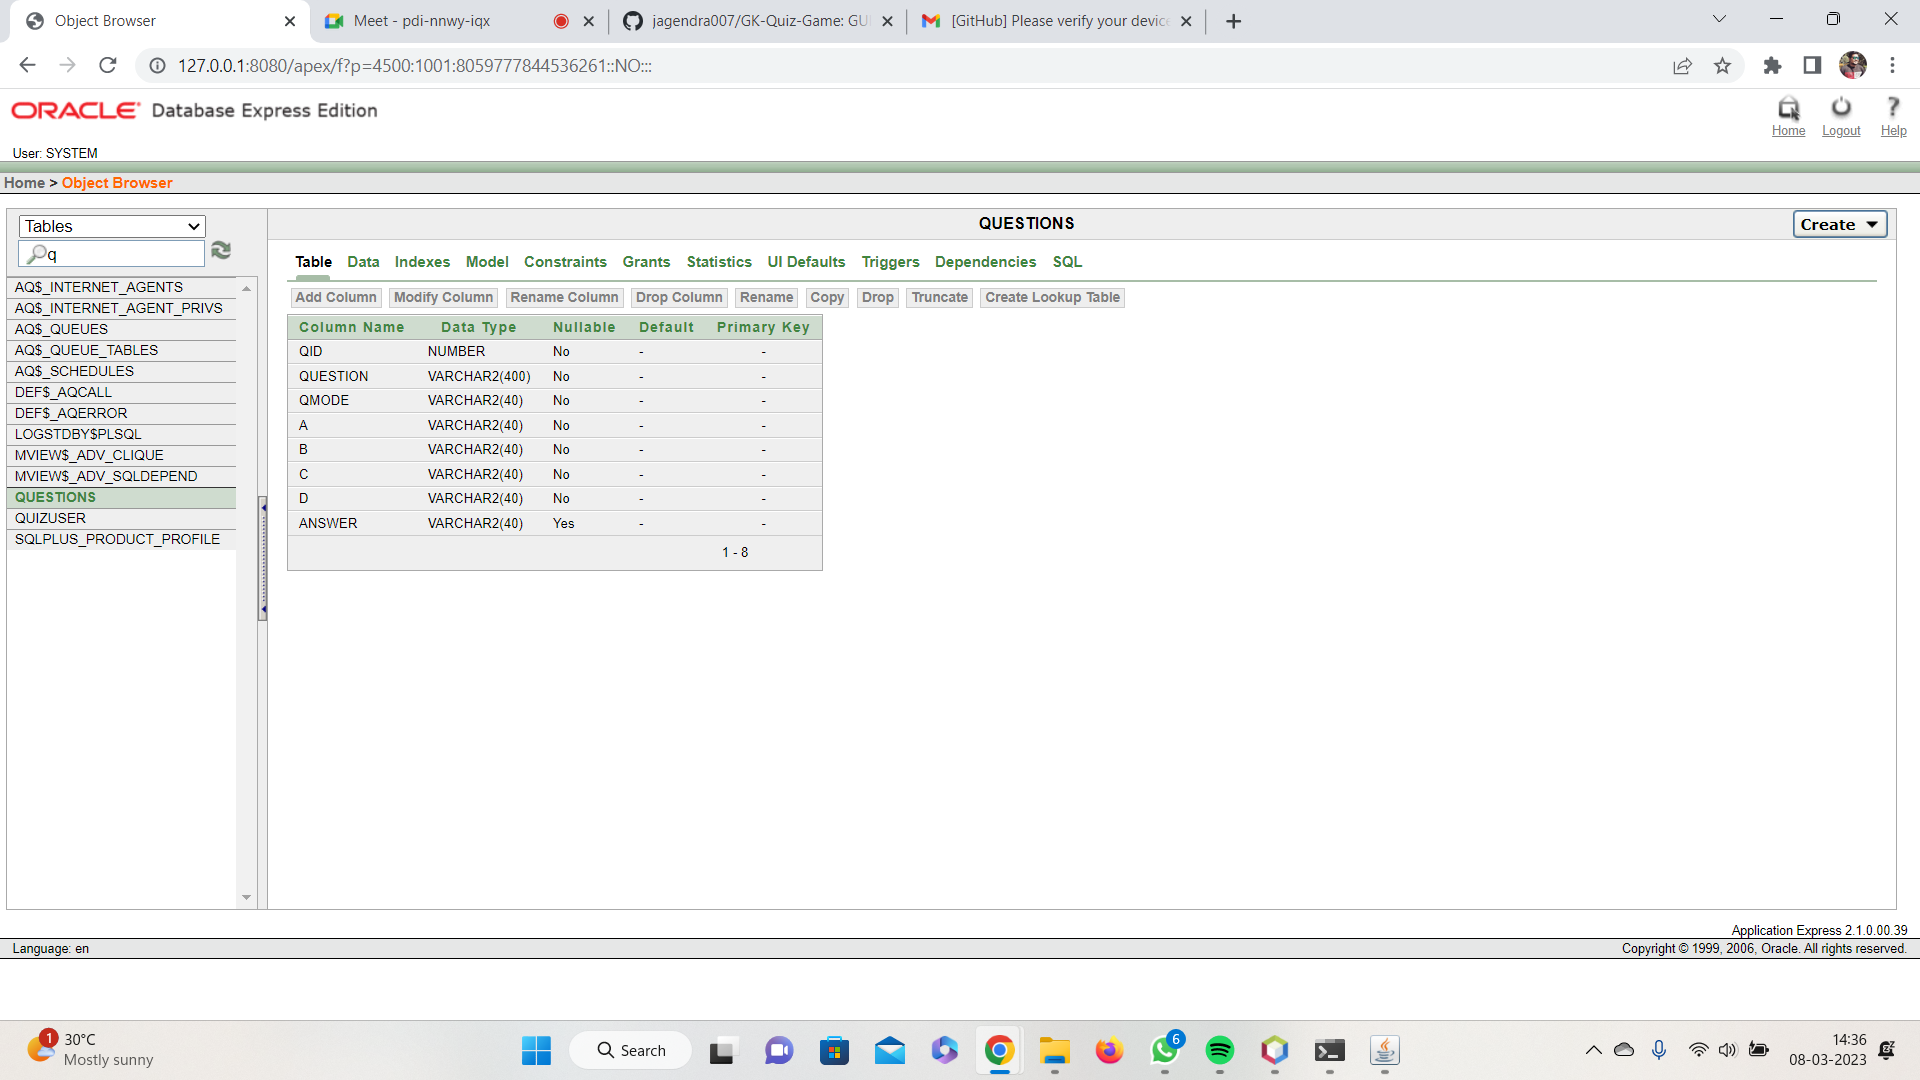 Object Browser
Meet - pdi-nnwy-iqx
jagendra007/GK-Quiz-Game: GUI
[GitHub] Please verify your device
127.0.0.1:8080/apex/f?p=4500:1001:8059777844536261::NO:::
ORACLE Database Express Edition
Home Logout Help
User: SYSTEM
Home > Object Browser
Tables
q
AQ$_INTERNET_AGENTS
AQ$_INTERNET_AGENT_PRIVS
AQ$_QUEUES
AQ$_QUEUE_TABLES
AQ$_SCHEDULES
DEF$_AQCALL
DEF$_AQERROR
LOGSTDBY$PLSQL
MVIEW$_ADV_CLIQUE
MVIEW$_ADV_SQLDEPEND
QUESTIONS
QUIZUSER
SQLPLUS_PRODUCT_PROFILE
QUESTIONS
Create
Table Data Indexes Model Constraints Grants Statistics UI Defaults Triggers Dependencies SQL
Add Column Modify Column Rename Column Drop Column Rename Copy Drop Truncate Create Lookup Table
Column Name Data Type Nullable Default Primary Key
QID NUMBER No - -
QUESTION VARCHAR2(400) No - -
QMODE VARCHAR2(40) No - -
A VARCHAR2(40) No - -
B VARCHAR2(40) No - -
C VARCHAR2(40) No - -
D VARCHAR2(40) No - -
ANSWER VARCHAR2(40) Yes - -
1 - 8
Application Express 2.1.0.00.39
Language: en
Copyright © 1999, 2006, Oracle. All rights reserved.
1
30°C
Mostly sunny
Search
6
14:36
08-03-2023